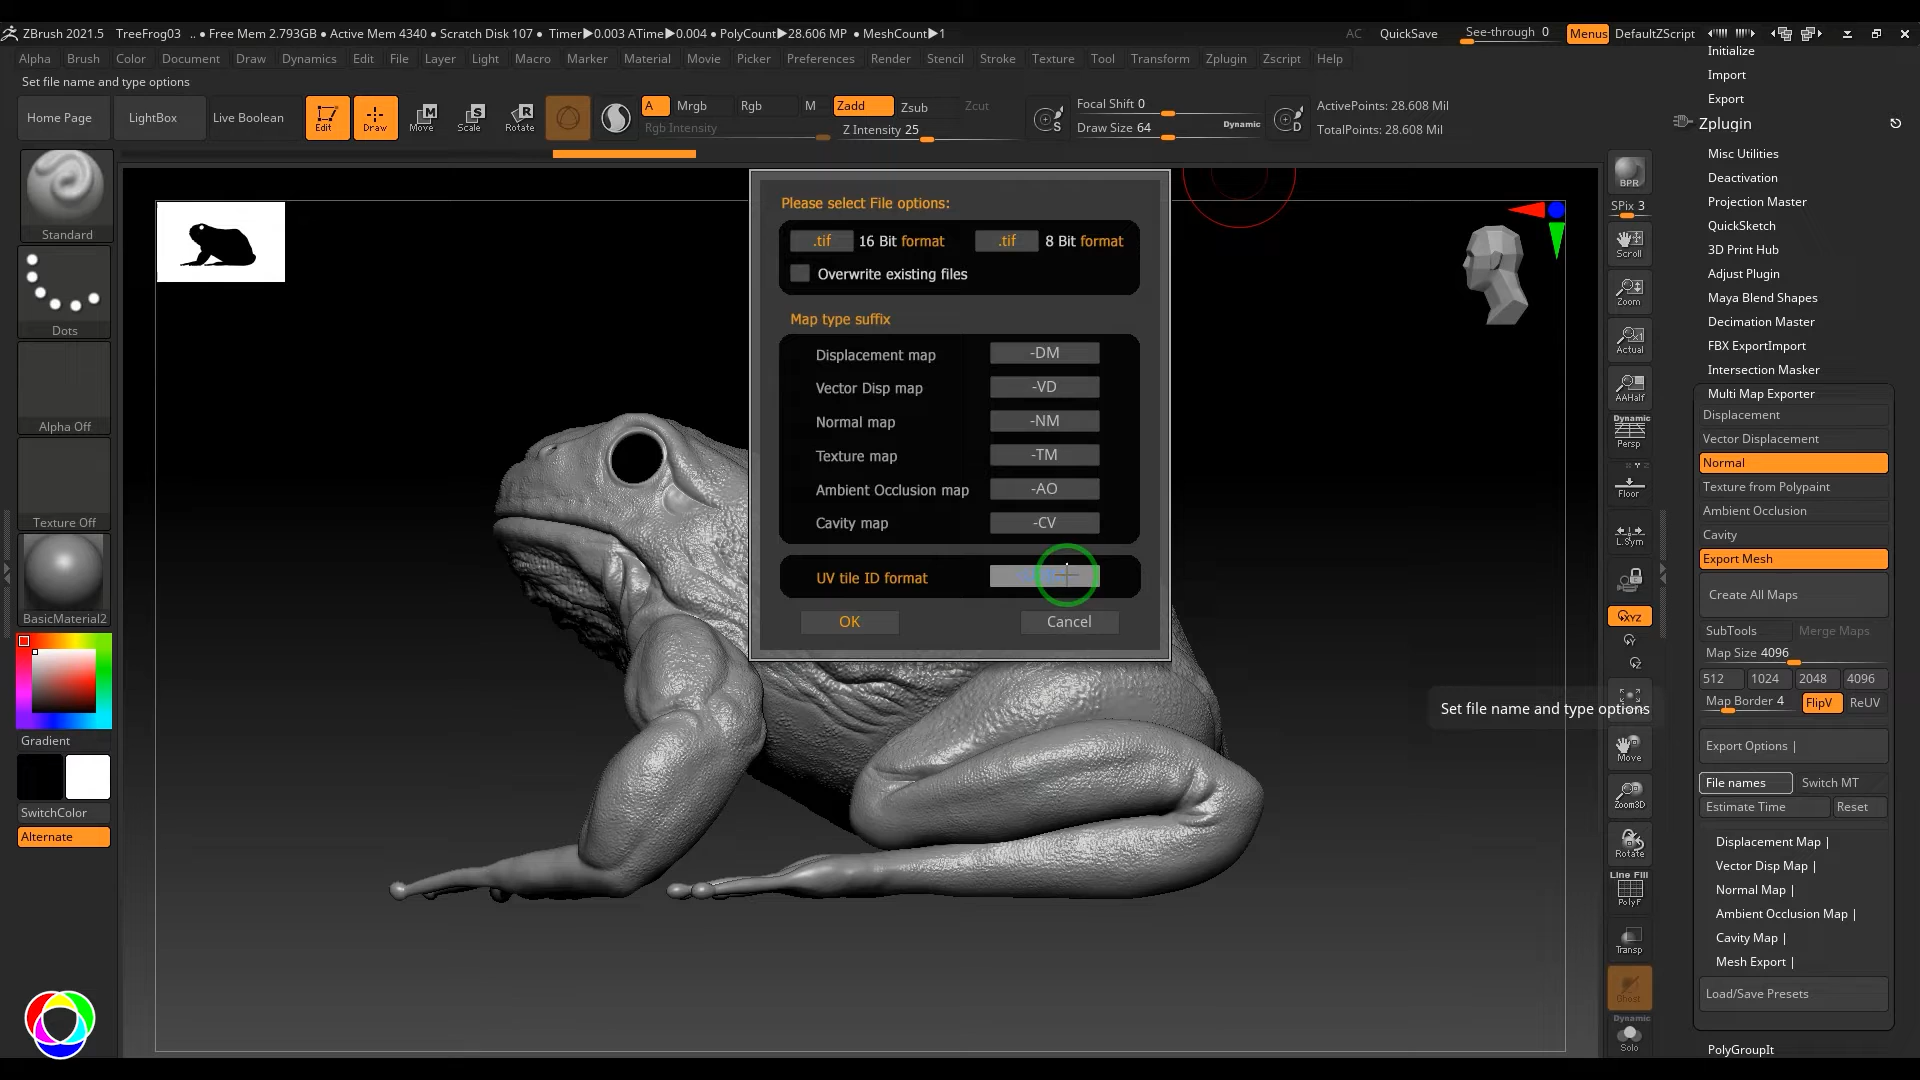 ZBrush 2021.5 TreeFrog03 .. • Free Mem 2.793GB • Active Mem 4340 • Scratch Disk 107 • Timer▶0.003 ATime▶0.004 • PolyCount▶28.606 MP • MeshCount▶1
AC QuickSave See-through 0 Menus DefaultZScript
Alpha Brush Color Document Draw Dynamics Edit File Layer Light Macro Marker Material Movie Picker Preferences Render Stencil Stroke Texture Tool Transform Zplugin Zscript Help
Set file name and type options
Home Page LightBox Live Boolean
Edit Draw Move Scale Rotate
A Mrgb Rgb M Zadd Zsub Zcut
Rgb Intensity Z Intensity 25
S Focal Shift 0
Draw Size 64 Dynamic
D
ActivePoints: 28.608 Mil
TotalPoints: 28.608 Mil
Standard
Dots
Alpha Off
Texture Off
BasicMaterial2
Gradient
SwitchColor
Alternate
Please select File options:
.tif 16 Bit format .tif 8 Bit format
Overwrite existing files
Map type suffix
Displacement map -DM
Vector Disp map -VD
Normal map -NM
Texture map -TM
Ambient Occlusion map -AO
Cavity map -CV
UV tile ID format
OK Cancel
Set file name and type options
BPR
SPix 3
Scroll
Zoom
Actual
AAHalf
Dynamic
Persp
Floor
L.Sym
XYZ
Y
Z
Move
Zoom3D
Rotate
Line Fill
PolyF
Transp
Ghost
Dynamic
Solo
Initialize
Import
Export
Zplugin
Misc Utilities
Deactivation
Projection Master
QuickSketch
3D Print Hub
Adjust Plugin
Maya Blend Shapes
Decimation Master
FBX ExportImport
Intersection Masker
Multi Map Exporter
Displacement
Vector Displacement
Normal
Texture from Polypaint
Ambient Occlusion
Cavity
Export Mesh
Create All Maps
SubTools Merge Maps
Map Size 4096
512 1024 2048 4096
Map Border 4 FlipV ReUV
Export Options |
File names Switch MT
Estimate Time Reset
Displacement Map |
Vector Disp Map |
Normal Map |
Ambient Occlusion Map |
Cavity Map |
Mesh Export |
Load/Save Presets
PolyGroupIt